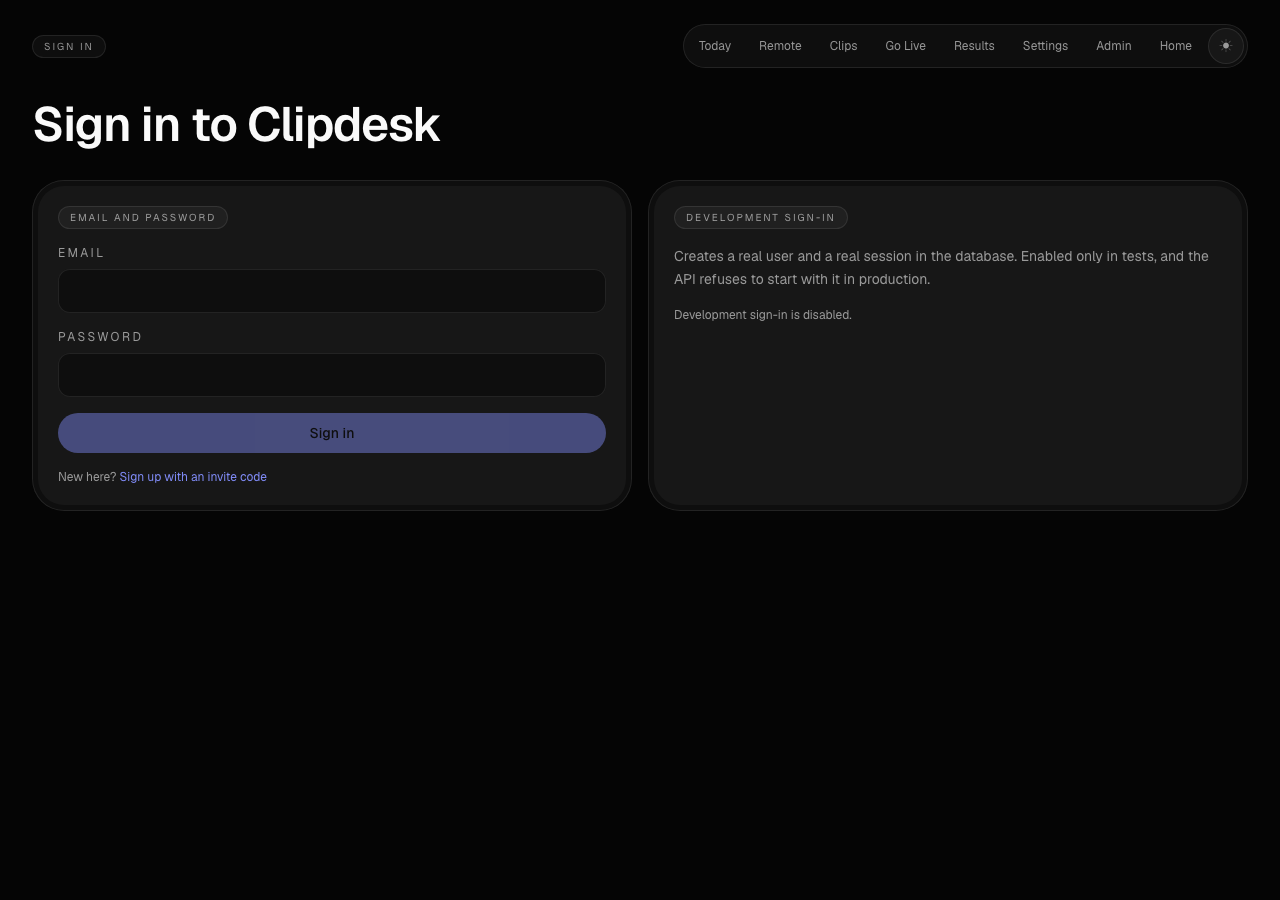 SIGN IN
Today Remote Clips Go Live Results Settings Admin Home
Sign in to Clipdesk
EMAIL AND PASSWORD
EMAIL
PASSWORD
Sign in
New here? Sign up with an invite code
DEVELOPMENT SIGN-IN
Creates a real user and a real session in the database. Enabled only in tests, and the
API refuses to start with it in production.
Development sign-in is disabled.